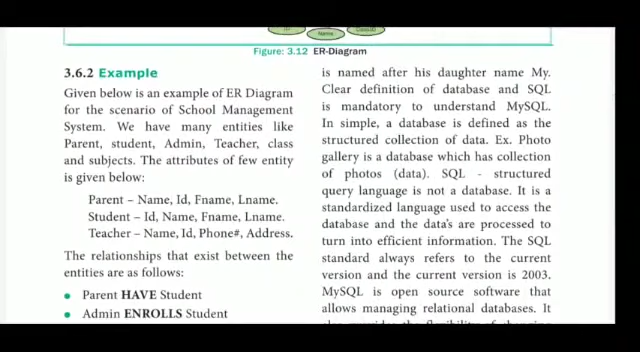 Name
ClassID
Figure: 3.12 ER-Diagram
3.6.2 Example
Given below is an example of ER Diagram
for the scenario of School Management
System. We have many entities like
Parent, student, Admin, Teacher, class
and subjects. The attributes of few entity
is given below:
Parent – Name, Id, Fname, Lname.
Student – Id, Name, Fname, Lname.
Teacher – Name, Id, Phone#, Address.
The relationships that exist between the
entities are as follows:
• Parent HAVE Student
• Admin ENROLLS Student
is named after his daughter name My.
Clear definition of database and SQL
is mandatory to understand MySQL.
In simple, a database is defined as the
structured collection of data. Ex. Photo
gallery is a database which has collection
of photos (data). SQL - structured
query language is not a database. It is a
standardized language used to access the
database and the data's are processed to
turn into efficient information. The SQL
standard always refers to the current
version and the current version is 2003.
MySQL is open source software that
allows managing relational databases. It
also provides the flexibility of changing